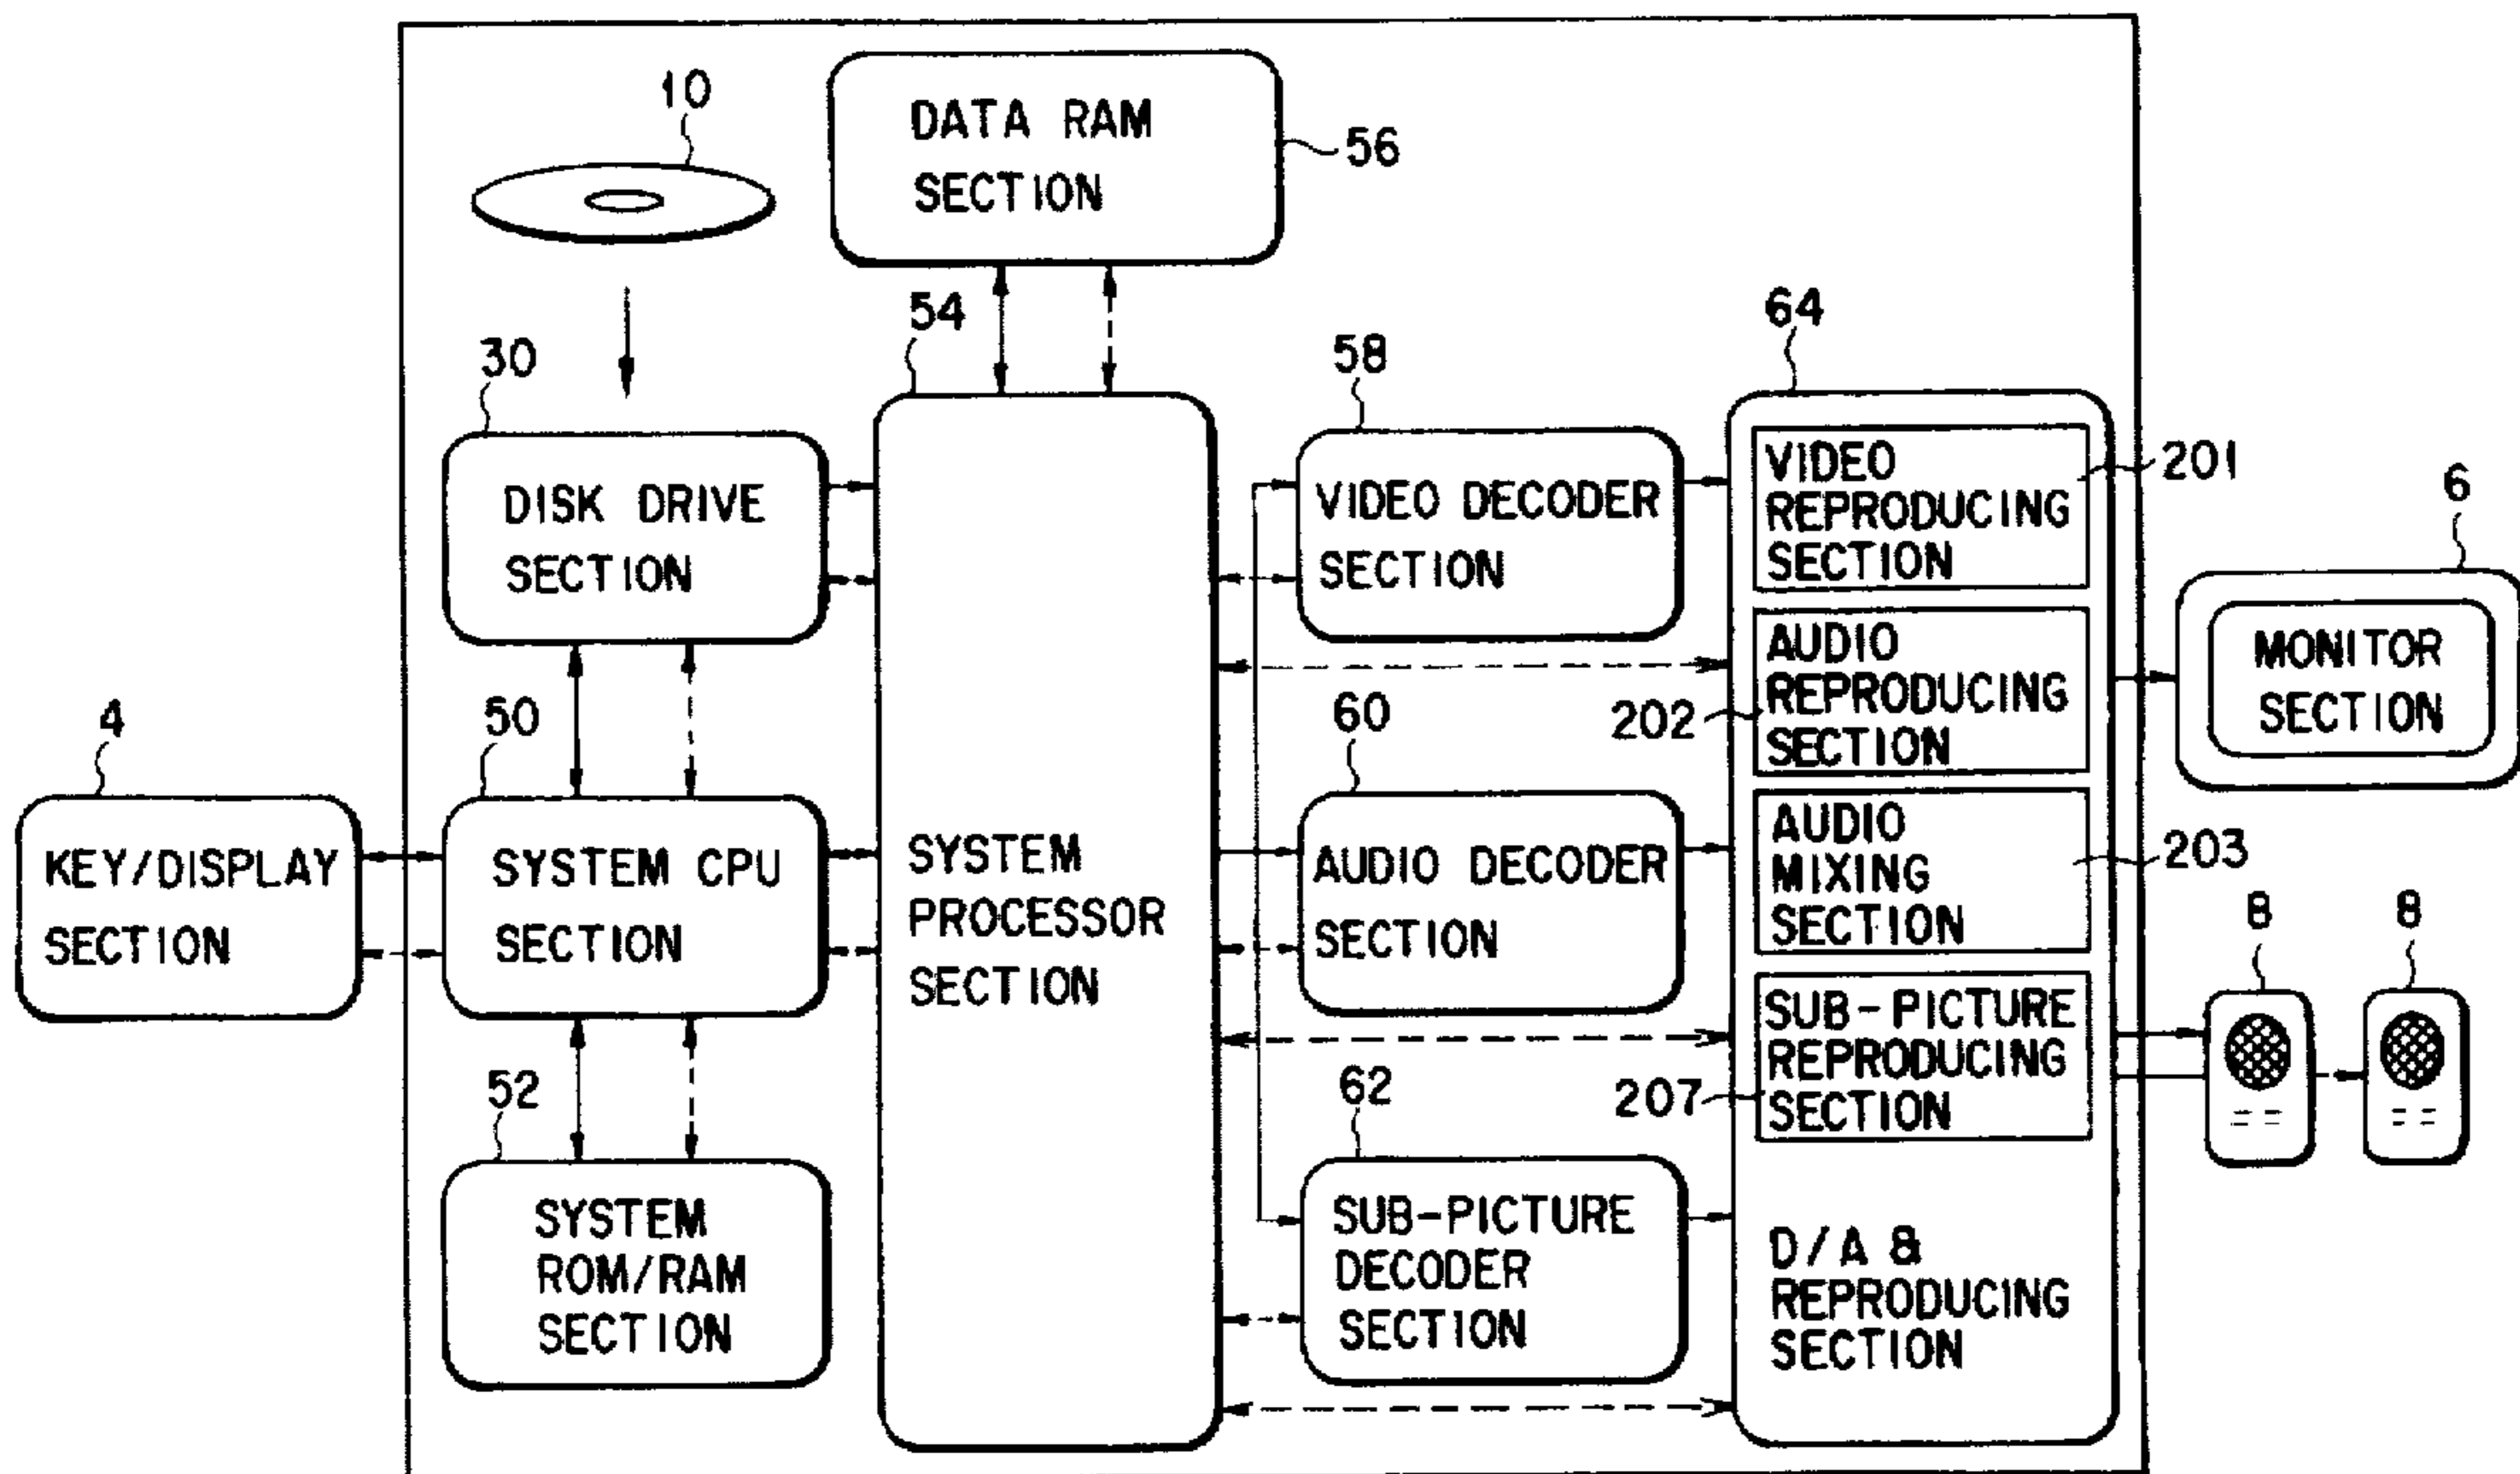 10
DATA RAM
SECTION
56
54
30
58
64
DISK DRIVE
SECTION
VIDEO DECODER
SECTION
VIDEO
REPRODUCING
SECTION
201
6
MONITOR
SECTION
AUDIO
REPRODUCING
SECTION
202
4
50
60
KEY/DISPLAY
SECTION
SYSTEM CPU
SECTION
SYSTEM
PROCESSOR
SECTION
AUDIO DECODER
SECTION
AUDIO
MIXING
SECTION
203
8
8
52
62
SUB-PICTURE
REPRODUCING
SECTION
207
SYSTEM
ROM/RAM
SECTION
SUB-PICTURE
DECODER
SECTION
D/A &
REPRODUCING
SECTION